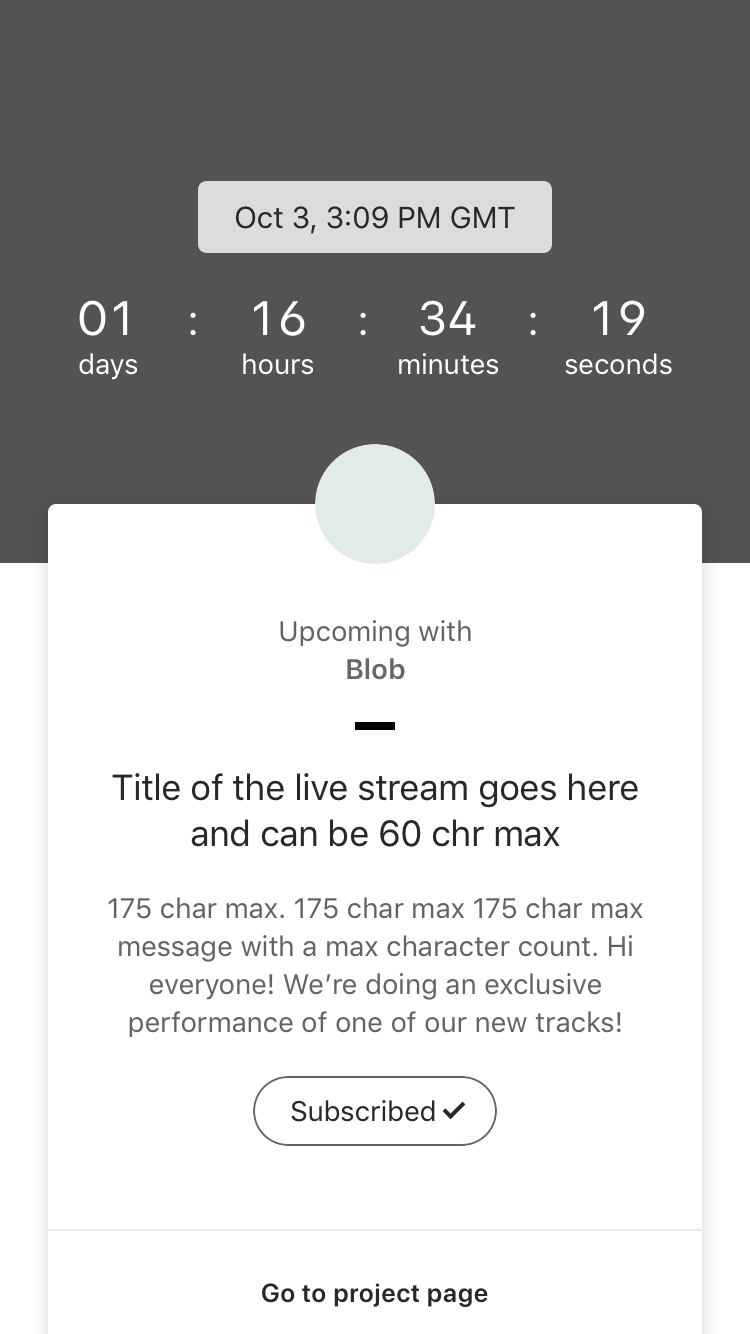 Oct 3, 3:09 PM GMT
01 : 16 : 34 : 19
days hours minutes seconds
Upcoming with
Blob
Title of the live stream goes here
and can be 60 chr max
175 char max. 175 char max 175 char max
message with a max character count. Hi
everyone! We’re doing an exclusive
performance of one of our new tracks!
Subscribed ✔
Go to project page